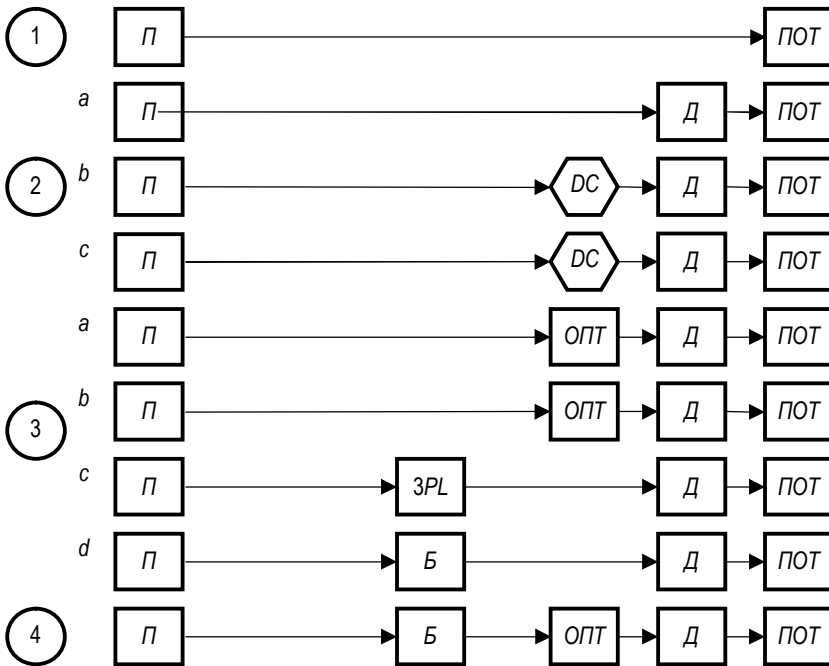 1 П ПОТ
a П Д ПОТ
2 b П DC Д ПОТ
c П DC Д ПОТ
a П ОПТ Д ПОТ
3 b П ОПТ Д ПОТ
c П 3PL Д ПОТ
d П Б Д ПОТ
4 П Б ОПТ Д ПОТ